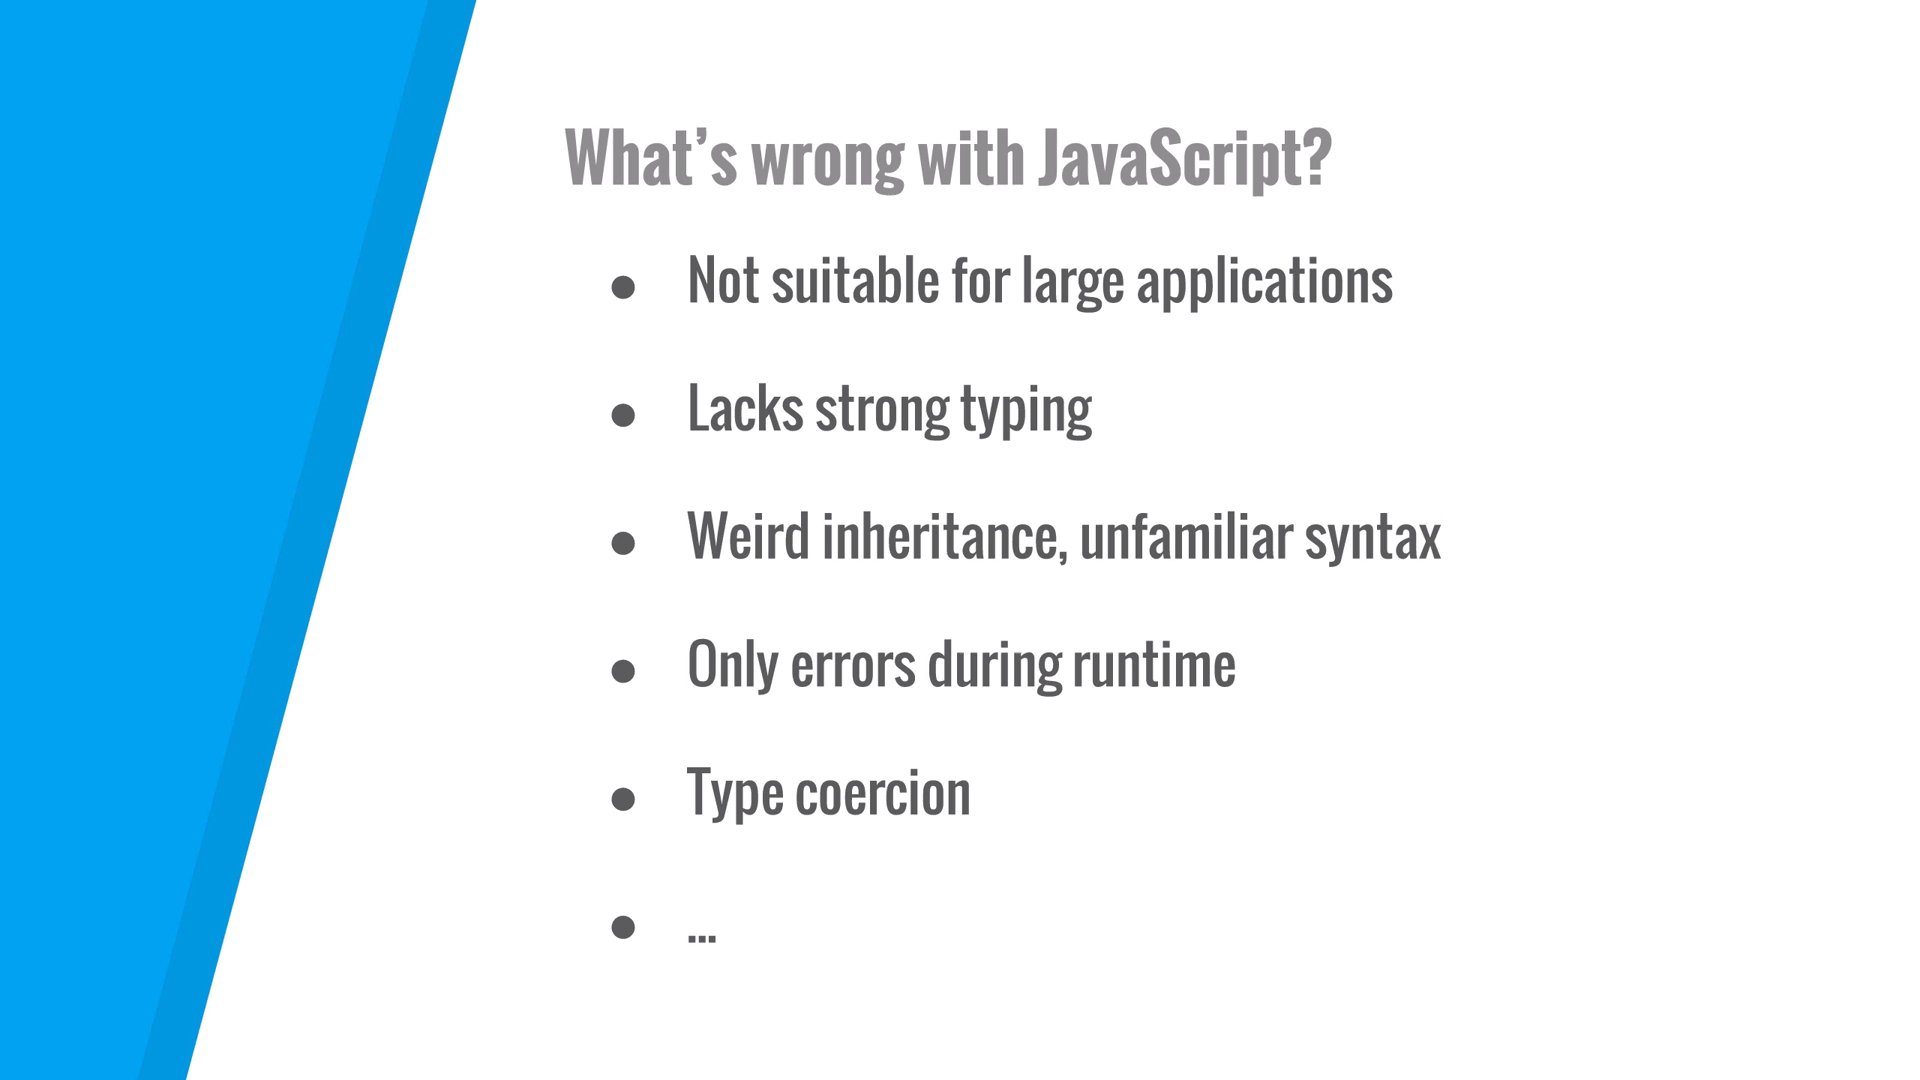 What’s wrong with JavaScript?
● Not suitable for large applications
● Lacks strong typing
● Weird inheritance, unfamiliar syntax
● Only errors during runtime
● Type coercion
● ...